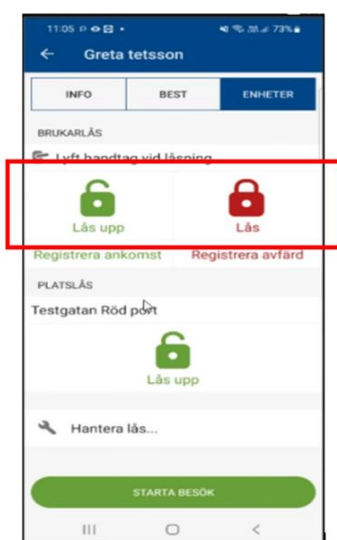 11:05
73%
Greta tetsson
INFO BEST ENHETER
BRUKARLÅS
Lyft handtag vid låsning
Lås upp Lås
Registrera ankomst Registrera avfärd
PLATSLÅS
Testgatan Röd port
Lås upp
Hantera lås...
STARTA BESÖK